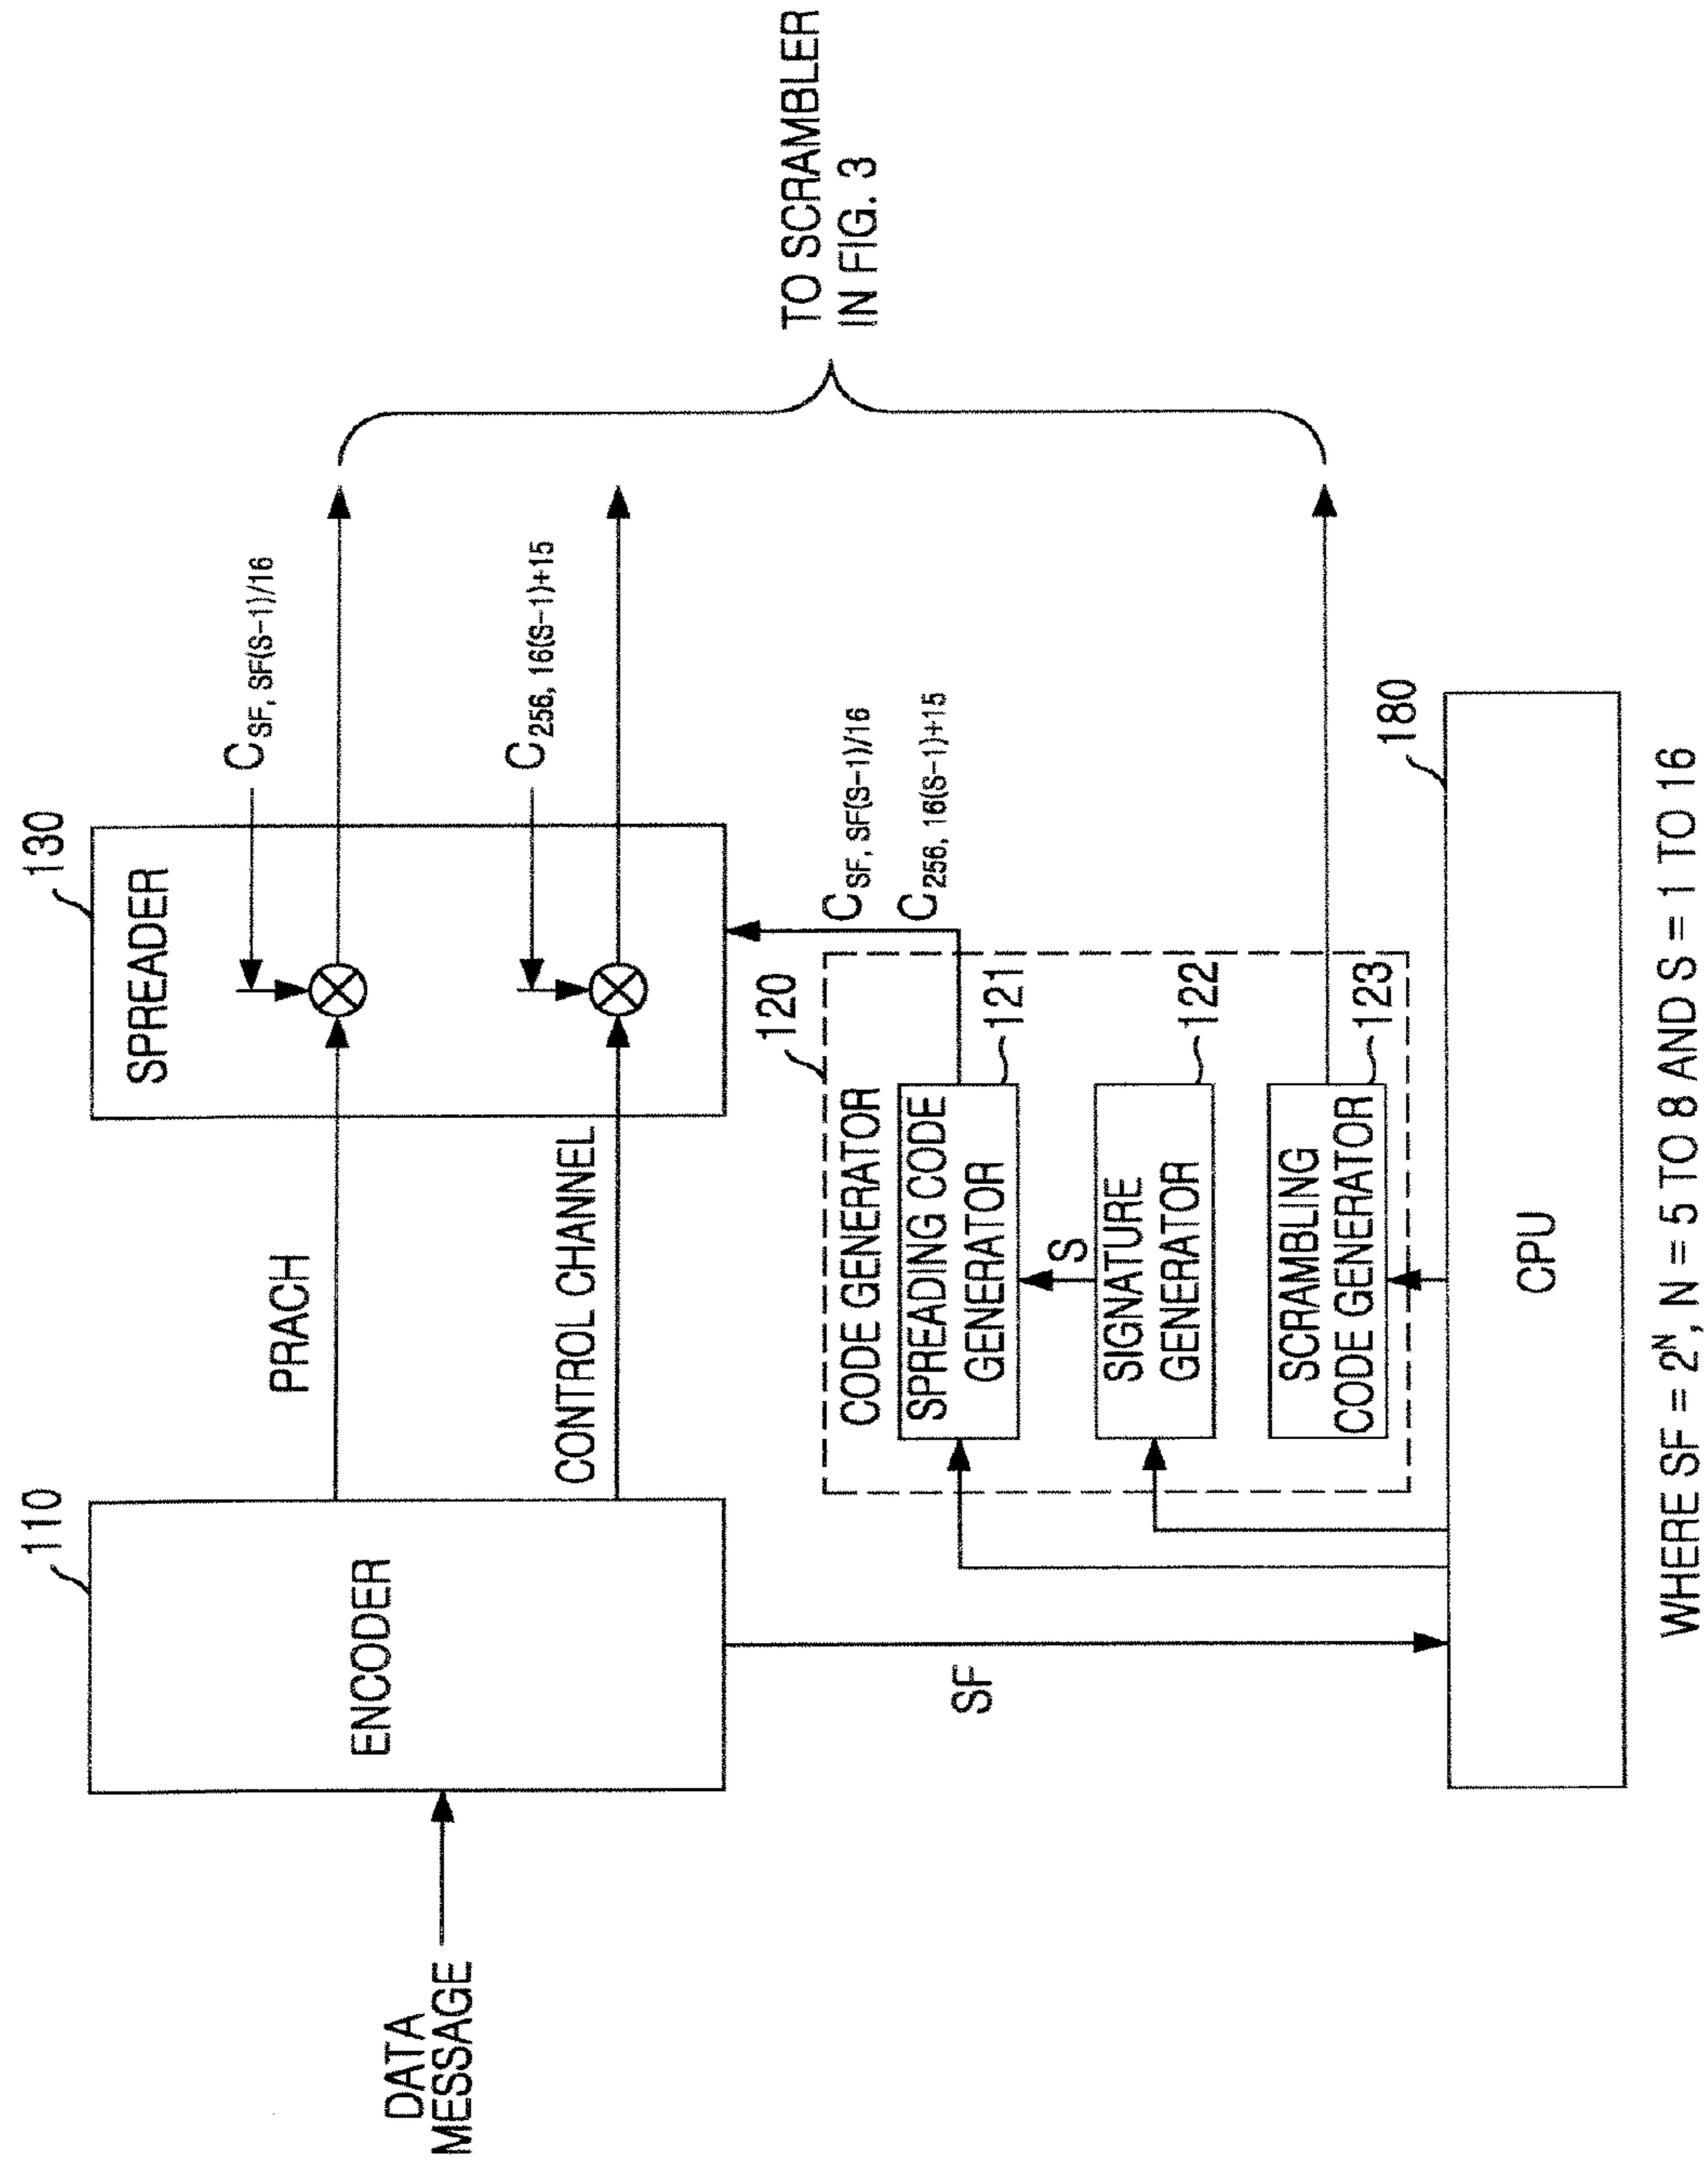 110
ENCODER
DATA
MESSAGE
PRACH
CONTROL CHANNEL
130
SPREADER
C_SF, SF(S-1)/16
C_256, 16(S-1)+15
TO SCRAMBLER
IN FIG. 3
SF
120
CODE GENERATOR
SPREADING CODE
GENERATOR
121
C_SF, SF(S-1)/16
C_256, 16(S-1)+15
S
SIGNATURE
GENERATOR
122
SCRAMBLING
CODE GENERATOR
123
180
CPU
WHERE SF = 2^N, N = 5 TO 8 AND S = 1 TO 16